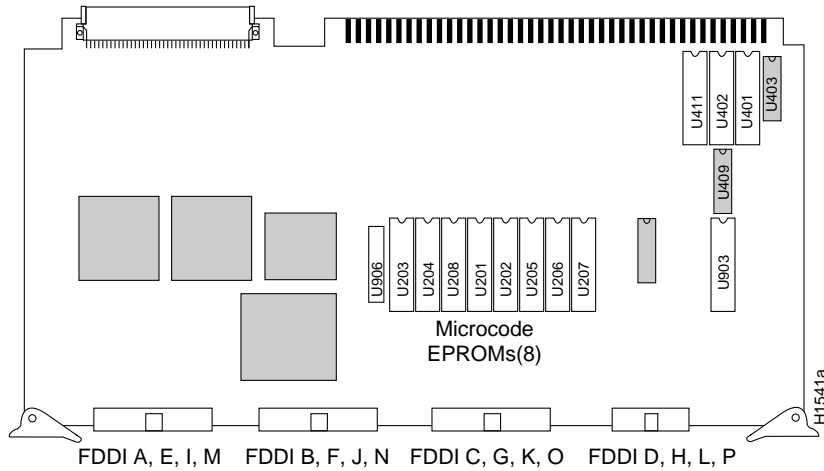 U411
U402
U401
U403
U409
U906
U203
U204
U208
U201
U202
U205
U206
U207
U903
Microcode
EPROMs(8)
H1541a
FDDI A, E, I, M
FDDI B, F, J, N
FDDI C, G, K, O
FDDI D, H, L, P